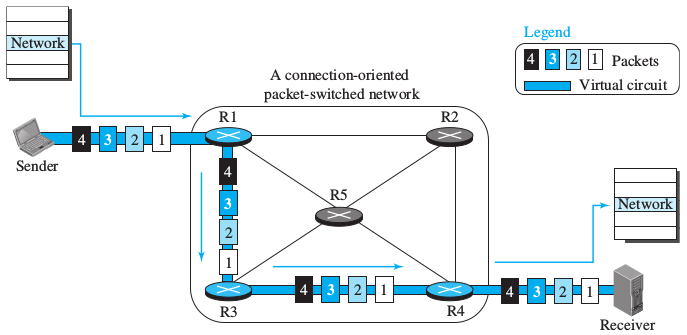 Network
Legend
4 3 2 1 Packets
Virtual circuit
A connection-oriented
packet-switched network
R1
R2
4 3 2 1
Sender
4
3
2
1
R5
Network
4 3 2 1
4 3 2 1
R3
R4
Receiver